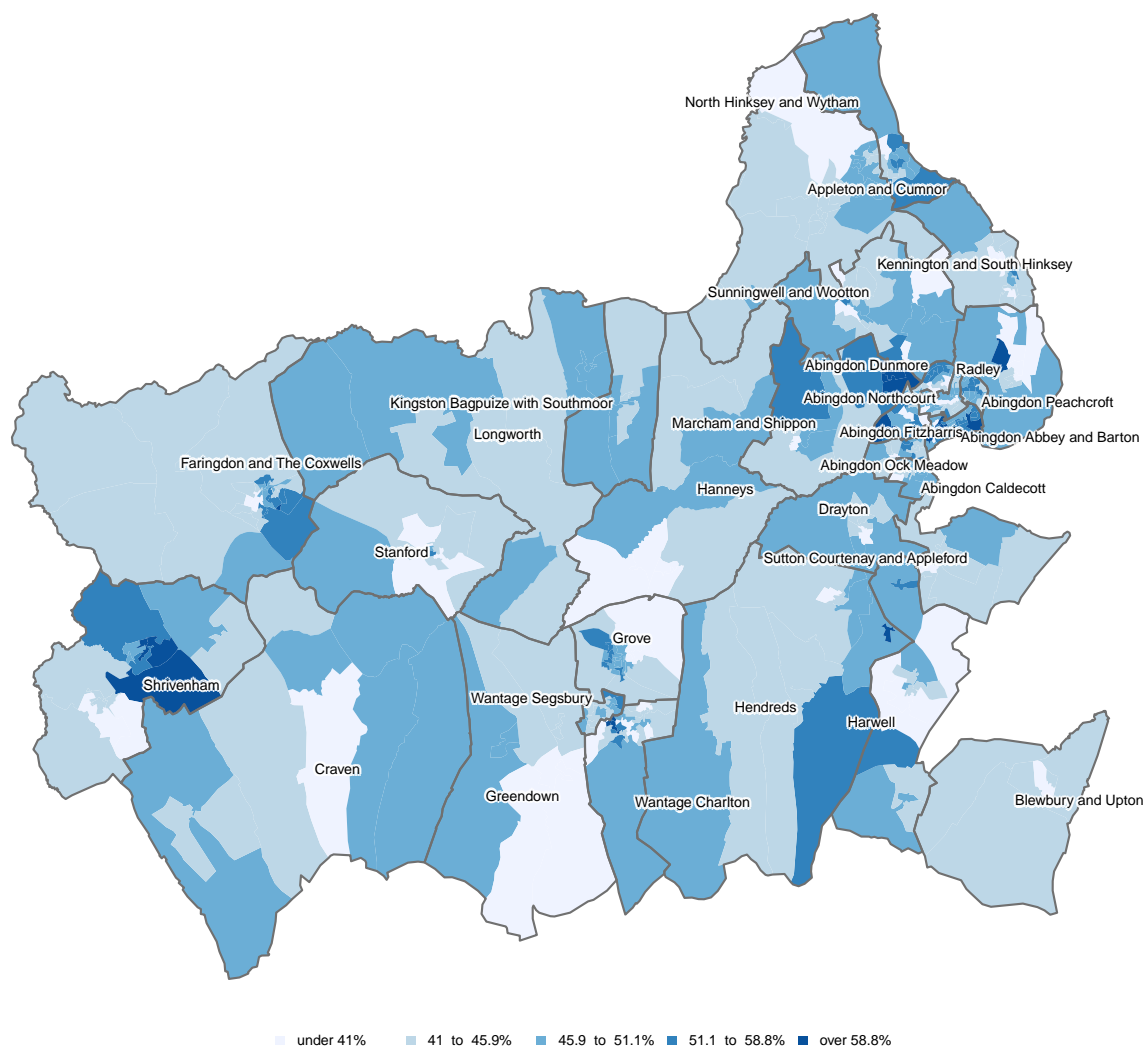 North Hinksey and Wytham
Appleton and Cumnor
Kennington and South Hinksey
Sunningwell and Wootton
Abingdon Dunmore
Radley
Abingdon Northcourt
Abingdon Peachcroft
Kingston Bagpuize with Southmoor
Marcham and Shippon
Longworth
Abingdon Fitzharris
Abingdon Abbey and Barton
Faringdon and The Coxwells
Abingdon Ock Meadow
Hanneys
Abingdon Caldecott
Drayton
Stanford
Sutton Courtenay and Appleford
Grove
Shrivenham
Wantage Segsbury
Hendreds
Harwell
Craven
Greendown
Wantage Charlton
Blewbury and Upton
under 41% 41 to 45.9% 45.9 to 51.1% 51.1 to 58.8% over 58.8%